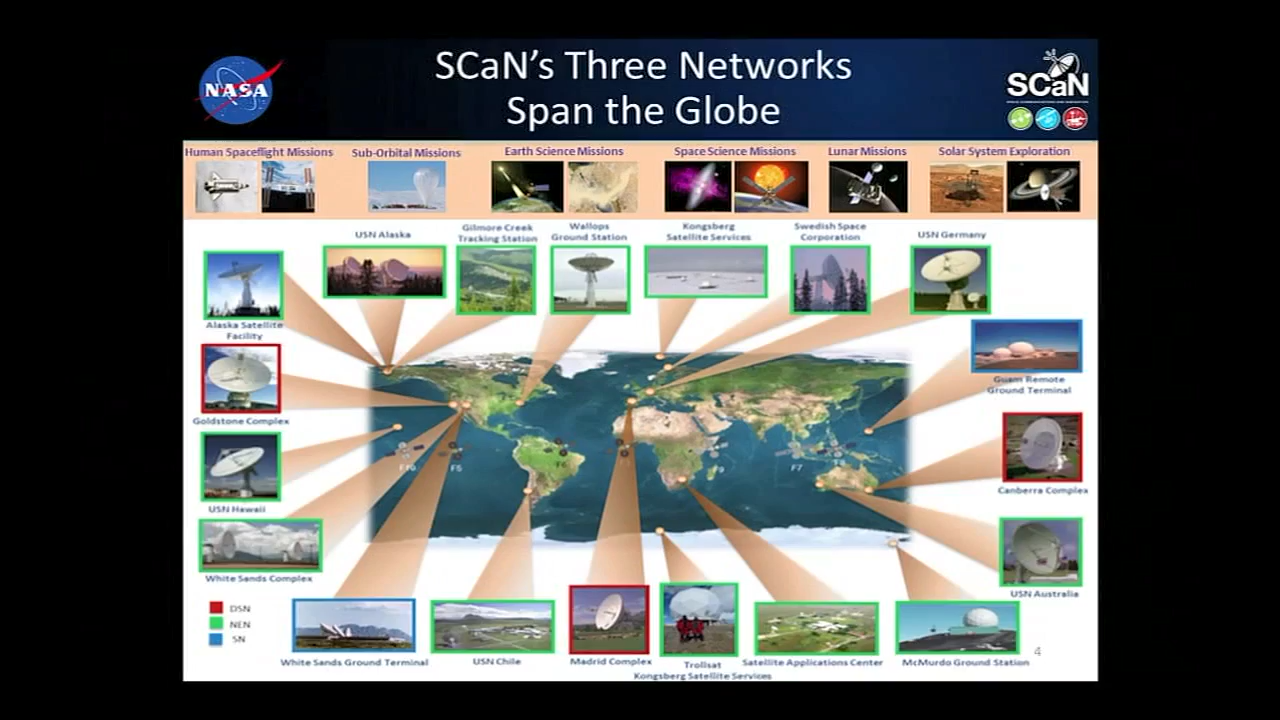 SCaN's Three Networks
Span the Globe
NASA
SCaN
Human Spaceflight Missions
Sub-Orbital Missions
Earth Science Missions
Space Science Missions
Lunar Missions
Solar System Exploration
USN Alaska
Gilmore Creek
Tracking Station
Wallops
Ground Station
Kongsberg
Satellite Services
Swedish Space
Corporation
USN Germany
Alaska Satellite
Facility
Guam Remote
Ground Terminal
Goldstone Complex
F10
F5
F7
Canberra Complex
USN Hawaii
White Sands Complex
USN Australia
DSN
NEN
SN
White Sands Ground Terminal
USN Chile
Madrid Complex
Trollsat
Kongsberg Satellite Services
Satellite Applications Center
McMurdo Ground Station
4